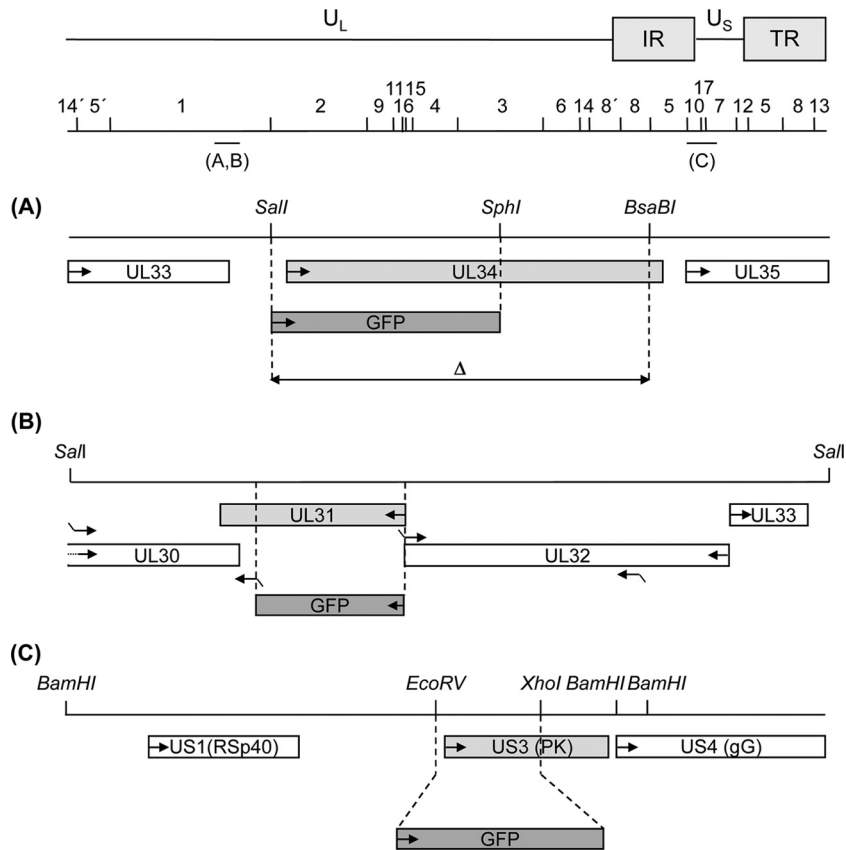 U_L IR U_S TR
11 15 17
14´ 5´ 1 2 9 16 4 3 6 14 8´ 8 5 10 7 12 5 8 13
(A,B) (C)
(A)
SalI SphI BsaBI
UL33 UL34 UL35
GFP
Δ
(B)
SalI SalI
UL31 UL33
UL30 UL32
GFP
(C)
BamHI EcoRV XhoI BamHI BamHI
US1(RSp40) US3 (PK) US4 (gG)
GFP